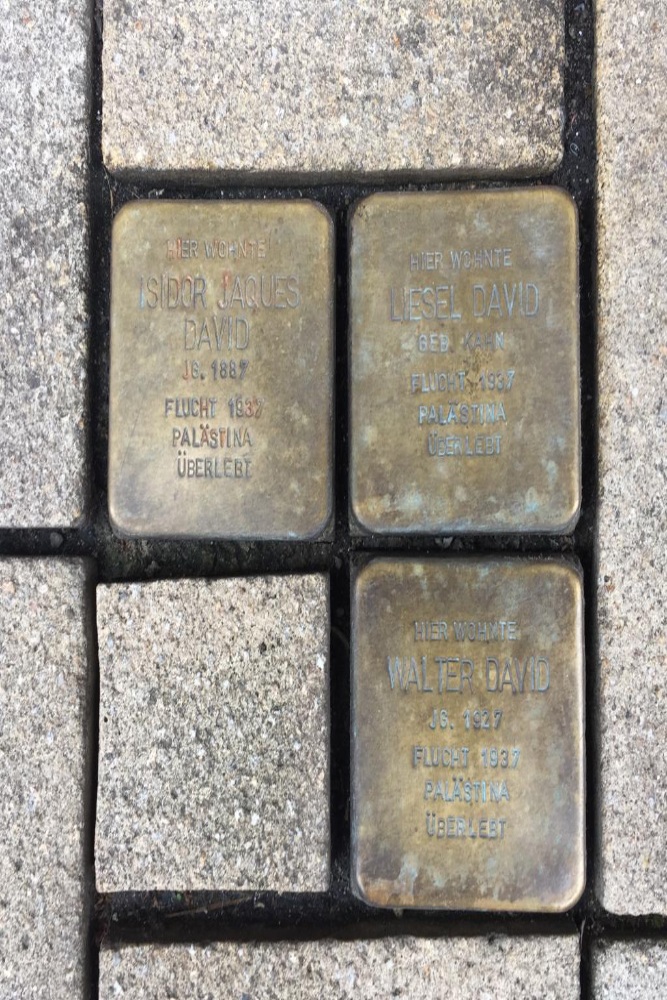 HIER WOHNTE
ISIDOR JAQUES
DAVID
JG. 1887
FLUCHT 1937
PALÄSTINA
ÜBERLEBT
HIER WOHNTE
LIESEL DAVID
GEB. KAHN
FLUCHT 1937
PALÄSTINA
ÜBERLEBT
HIER WOHNTE
WALTER DAVID
JG. 1927
FLUCHT 1937
PALÄSTINA
ÜBERLEBT